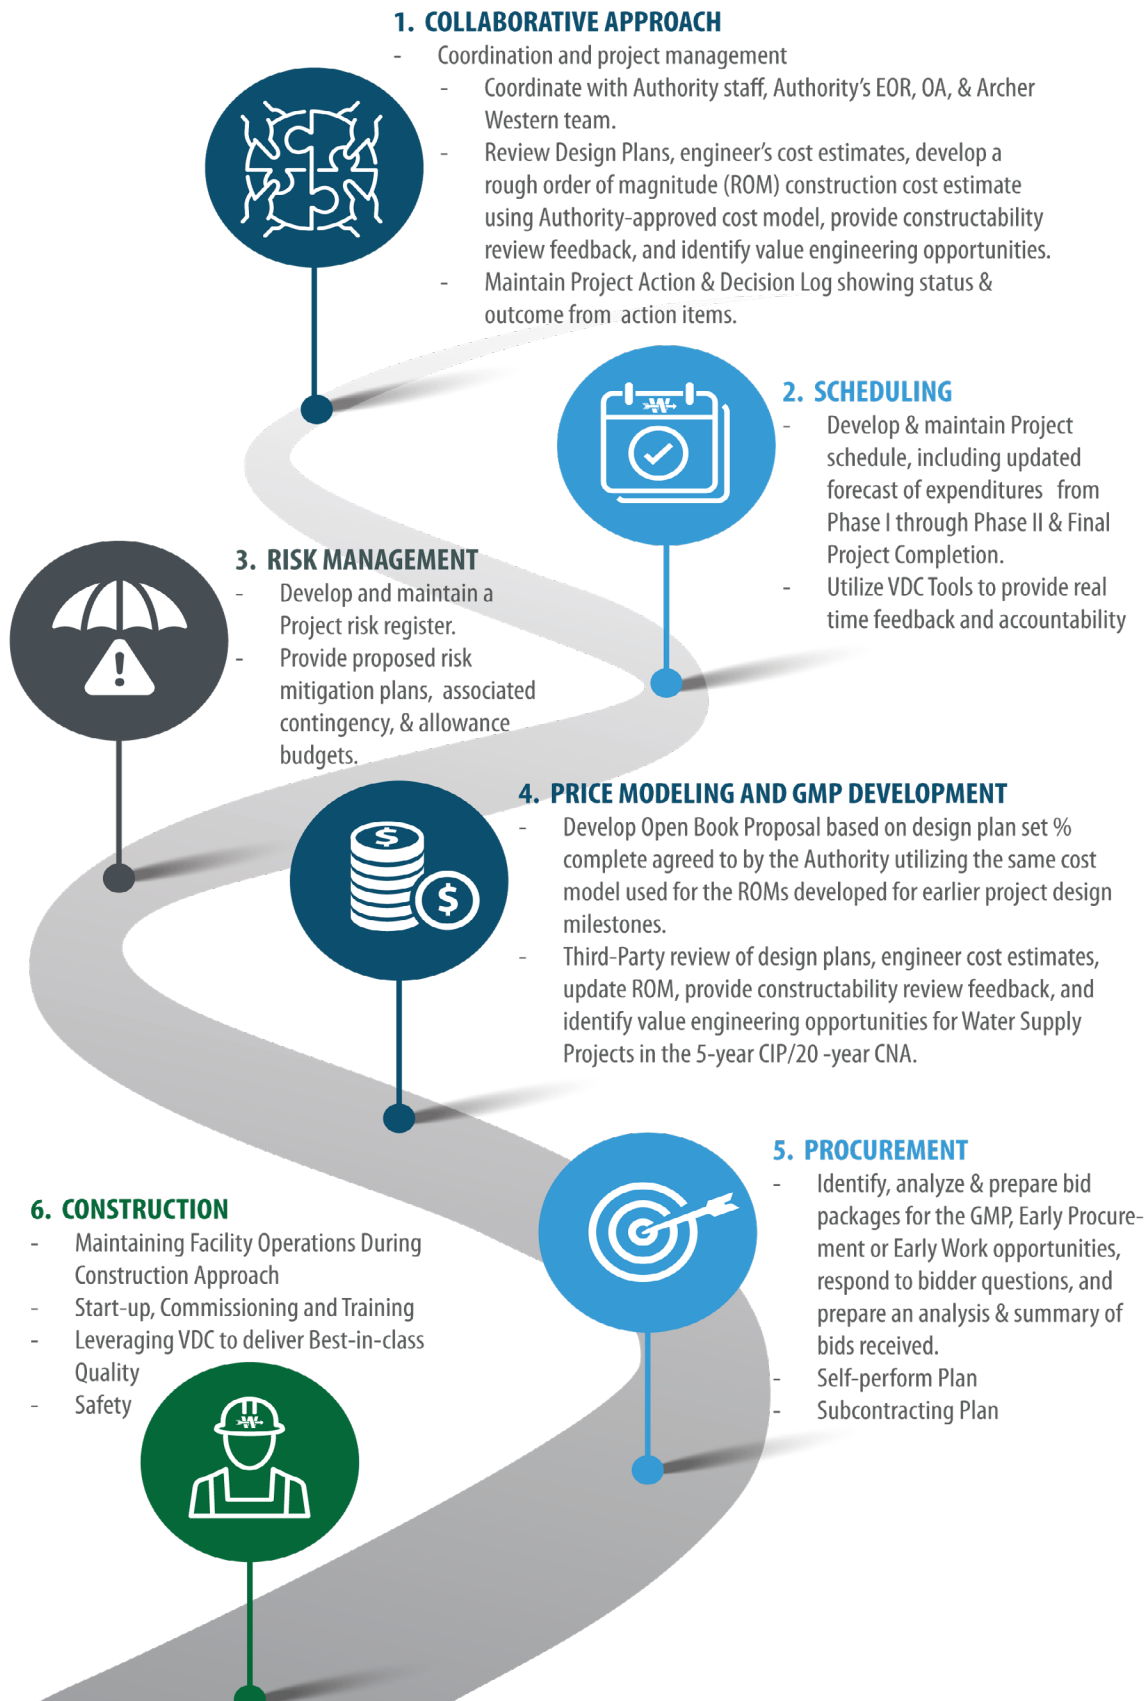 1. COLLABORATIVE APPROACH
- Coordination and project management
- Coordinate with Authority staff, Authority's EOR, OA, & Archer
Western team.
- Review Design Plans, engineer's cost estimates, develop a
rough order of magnitude (ROM) construction cost estimate
using Authority-approved cost model, provide constructability
review feedback, and identify value engineering opportunities.
- Maintain Project Action & Decision Log showing status &
outcome from action items.
2. SCHEDULING
- Develop & maintain Project
schedule, including updated
forecast of expenditures from
Phase I through Phase II & Final
Project Completion.
- Utilize VDC Tools to provide real
time feedback and accountability
3. RISK MANAGEMENT
- Develop and maintain a
Project risk register.
- Provide proposed risk
mitigation plans, associated
contingency, & allowance
budgets.
4. PRICE MODELING AND GMP DEVELOPMENT
- Develop Open Book Proposal based on design plan set %
complete agreed to by the Authority utilizing the same cost
model used for the ROMs developed for earlier project design
milestones.
- Third-Party review of design plans, engineer cost estimates,
update ROM, provide constructability review feedback, and
identify value engineering opportunities for Water Supply
Projects in the 5-year CIP/20 -year CNA.
5. PROCUREMENT
- Identify, analyze & prepare bid
packages for the GMP, Early Procure-
ment or Early Work opportunities,
respond to bidder questions, and
prepare an analysis & summary of
bids received.
- Self-perform Plan
- Subcontracting Plan
6. CONSTRUCTION
- Maintaining Facility Operations During
Construction Approach
- Start-up, Commissioning and Training
- Leveraging VDC to deliver Best-in-class
Quality
- Safety
W
$
$
W